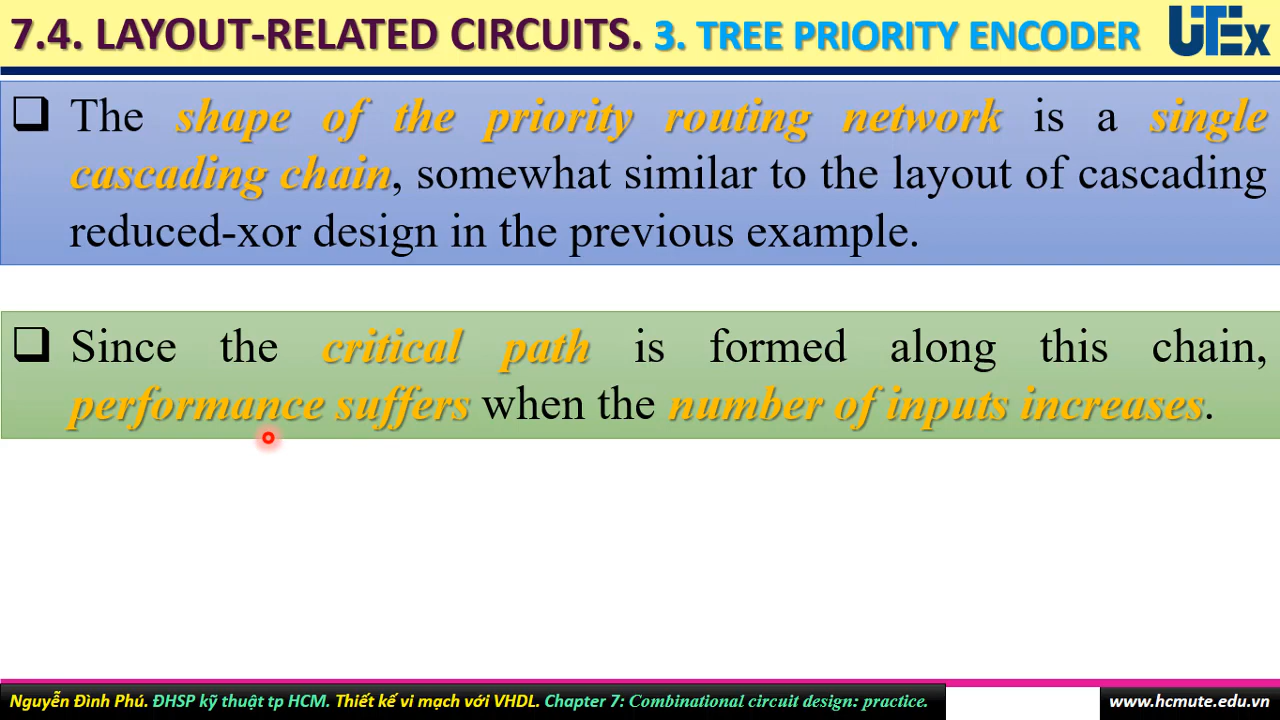 7.4. LAYOUT-RELATED CIRCUITS. 3. TREE PRIORITY ENCODER UTEx
The shape of the priority routing network is a single
cascading chain, somewhat similar to the layout of cascading
reduced-xor design in the previous example.
Since the critical path is formed along this chain,
performance suffers when the number of inputs increases.
Nguyễn Đình Phú. ĐHSP kỹ thuật tp HCM. Thiết kế vi mạch với VHDL. Chapter 7: Combinational circuit design: practice. www.hcmute.edu.vn